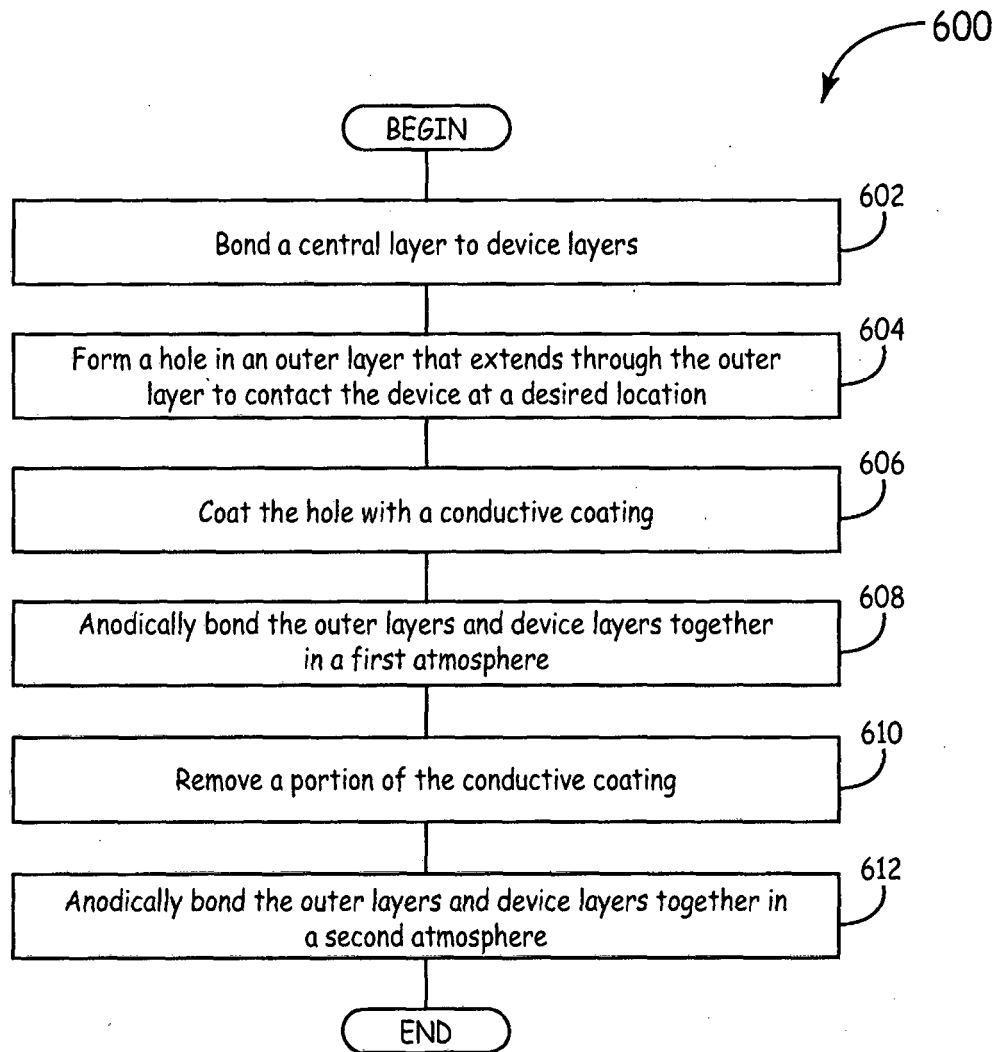 600
BEGIN
602
Bond a central layer to device layers
604
Form a hole in an outer layer that extends through the outer
layer to contact the device at a desired location
606
Coat the hole with a conductive coating
608
Anodically bond the outer layers and device layers together
in a first atmosphere
610
Remove a portion of the conductive coating
612
Anodically bond the outer layers and device layers together in
a second atmosphere
END